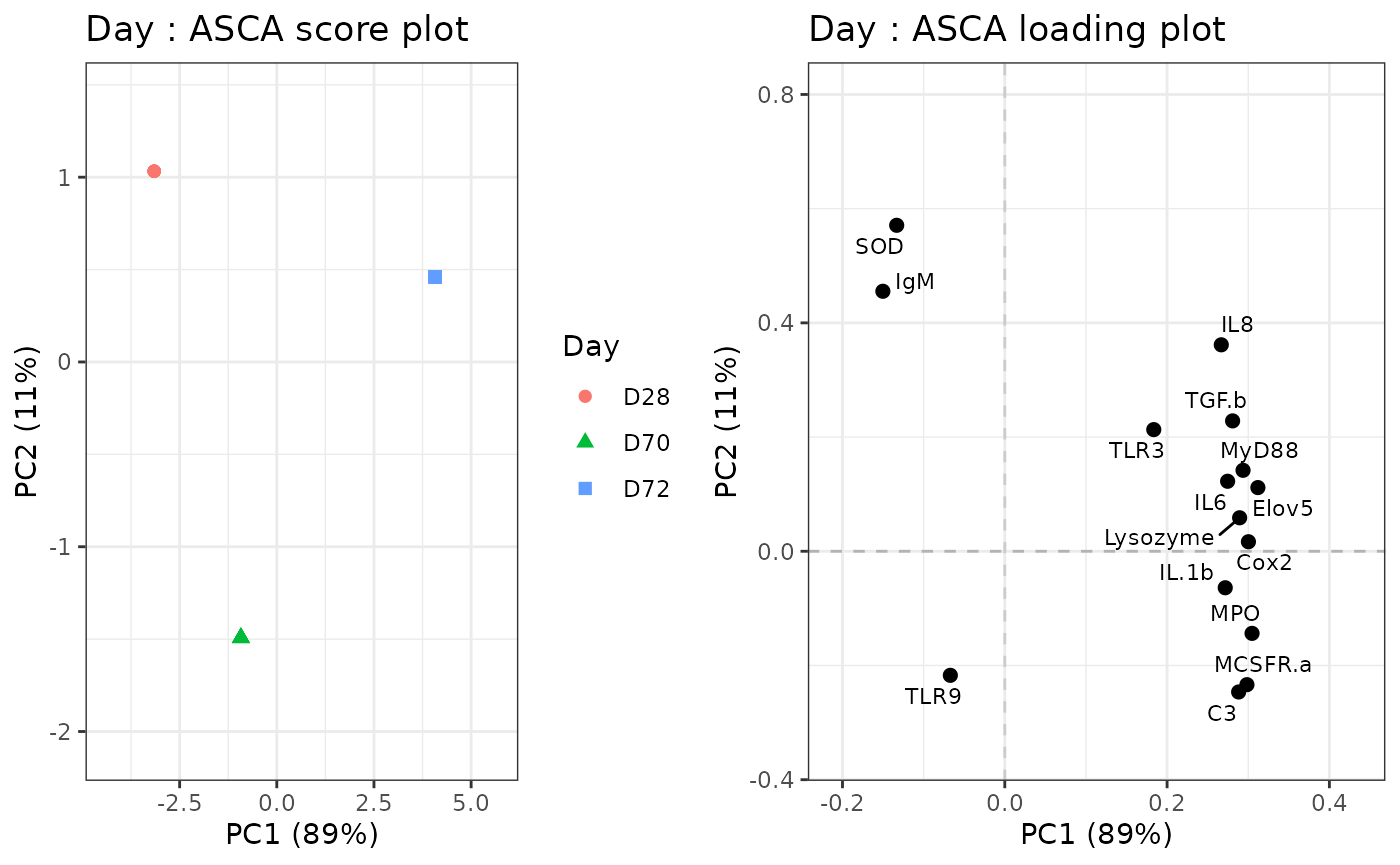 Day : ASCA score plot
1
0
-1
-2
PC2 (11%)
-2.5 0.0 2.5 5.0
PC1 (89%)
Day
D28
D70
D72
Day : ASCA loading plot
0.8
0.4
0.0
-0.4
PC2 (11%)
SOD
IgM
IL8
TGF.b
TLR3
MyD88
IL6
Elov5
Lysozyme
Cox2
IL.1b
MPO
MCSFR.a
TLR9
C3
-0.2 0.0 0.2 0.4
PC1 (89%)